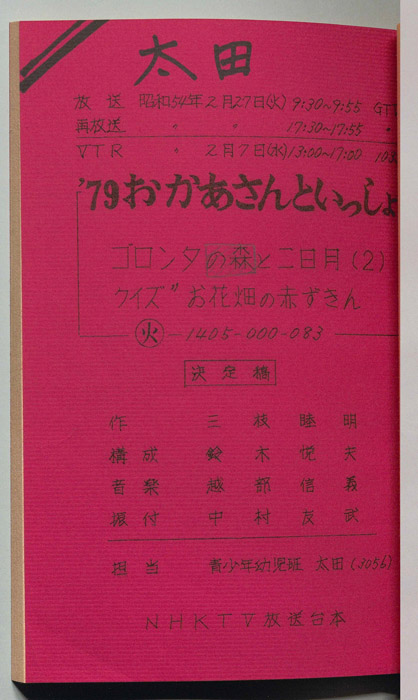 太田
放送 昭和54年2月27日(火) 9:30~9:55 GT
再放送 〃 〃 17:30~17:55 〃
VTR 〃 2月7日(水) 13:00~17:00 103
'79おかあさんといっしょ
ゴロンタの森と二日月(2)
クイズ"お花畑の赤ずきん
火 1405-000-083
決定稿
作 三枝睦明
構成 鈴木悦夫
音楽 越部信義
振付 中村友武
担当 青少年幼児班 太田(3056)
NHKTV放送台本